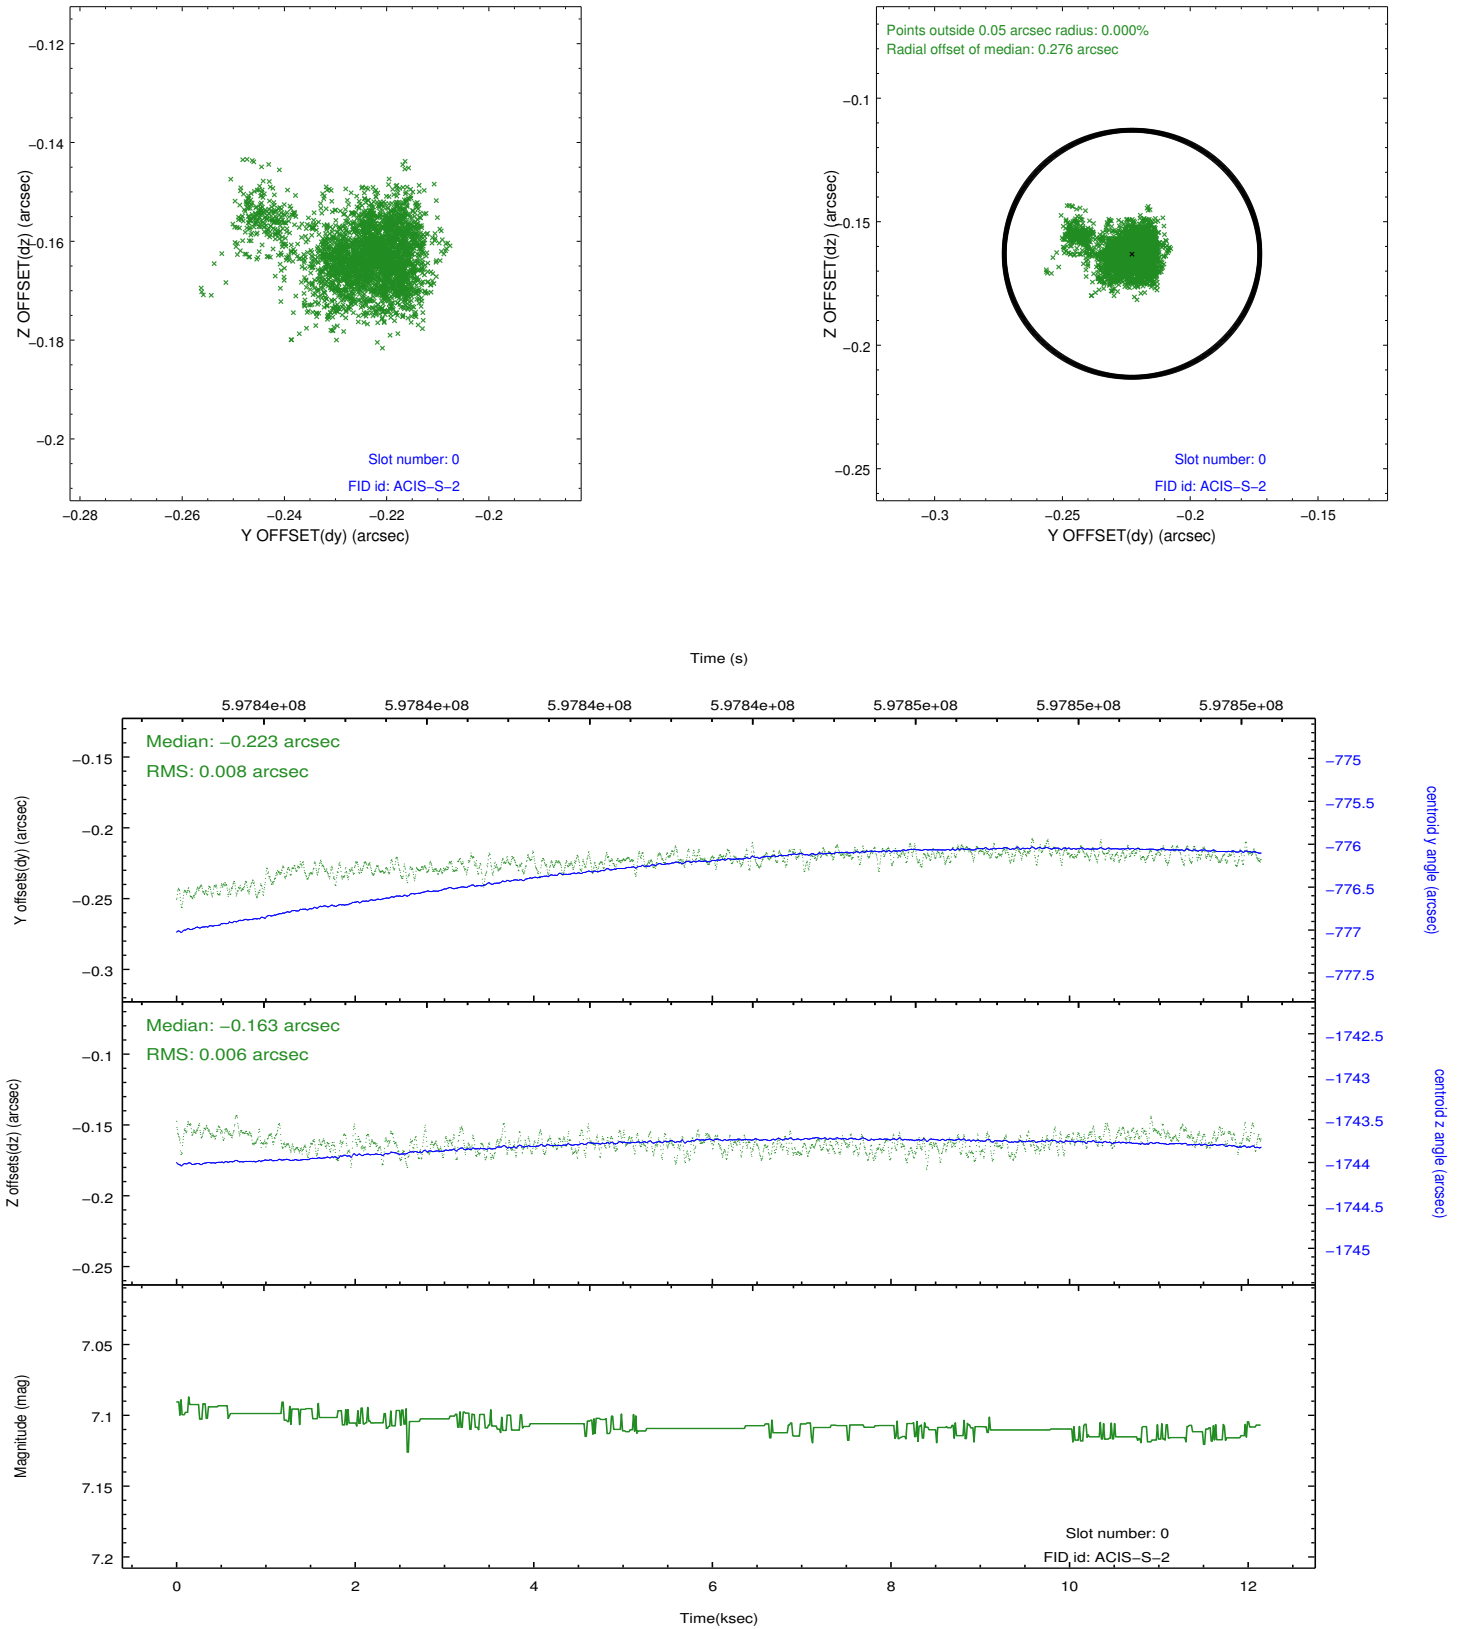 −0.12
−0.14
−0.16
−0.18
−0.2
Z OFFSET(dz) (arcsec)
Slot number: 0
FID id: ACIS−S−2
−0.28 −0.26 −0.24 −0.22 −0.2
Y OFFSET(dy) (arcsec)
Points outside 0.05 arcsec radius: 0.000%
Radial offset of median: 0.276 arcsec
−0.1
−0.15
−0.2
−0.25
Z OFFSET(dz) (arcsec)
Slot number: 0
FID id: ACIS−S−2
−0.3 −0.25 −0.2 −0.15
Y OFFSET(dy) (arcsec)
Time (s)
5.9784e+08 5.9784e+08 5.9784e+08 5.9784e+08 5.9785e+08 5.9785e+08 5.9785e+08
Median: −0.223 arcsec
RMS: 0.008 arcsec
−0.15
−0.2
−0.25
−0.3
Y offsets(dy) (arcsec)
−775
−775.5
−776
−776.5
−777
−777.5
centroid y angle (arcsec)
Median: −0.163 arcsec
RMS: 0.006 arcsec
−0.1
−0.15
−0.2
−0.25
Z offsets(dz) (arcsec)
−1742.5
−1743
−1743.5
−1744
−1744.5
−1745
centroid z angle (arcsec)
7.05
7.1
7.15
7.2
Magnitude (mag)
Slot number: 0
FID id: ACIS−S−2
0 2 4 6 8 10 12
Time(ksec)